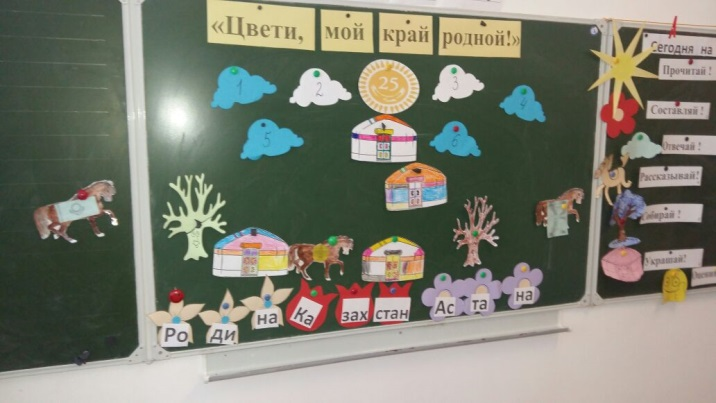 «Цвети, мой край родной!»
1 2 25 3 4
5 6
Сегодня на
Прочитай !
Составляй !
Отвечай !
Рассказывай!
Собирай !
Украшай!
Ро ди на Ка зах стан Ас та на